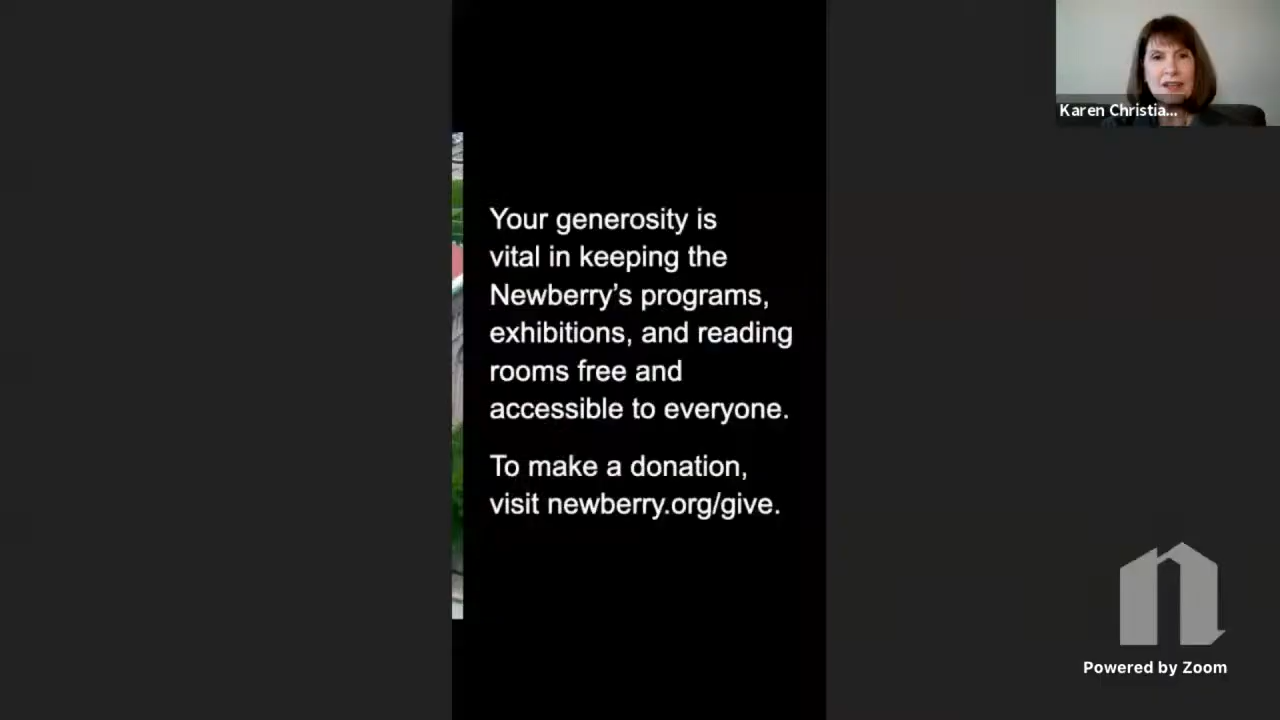 Karen Christia...
Your generosity is
vital in keeping the
Newberry’s programs,
exhibitions, and reading
rooms free and
accessible to everyone.
To make a donation,
visit newberry.org/give.
Powered by Zoom